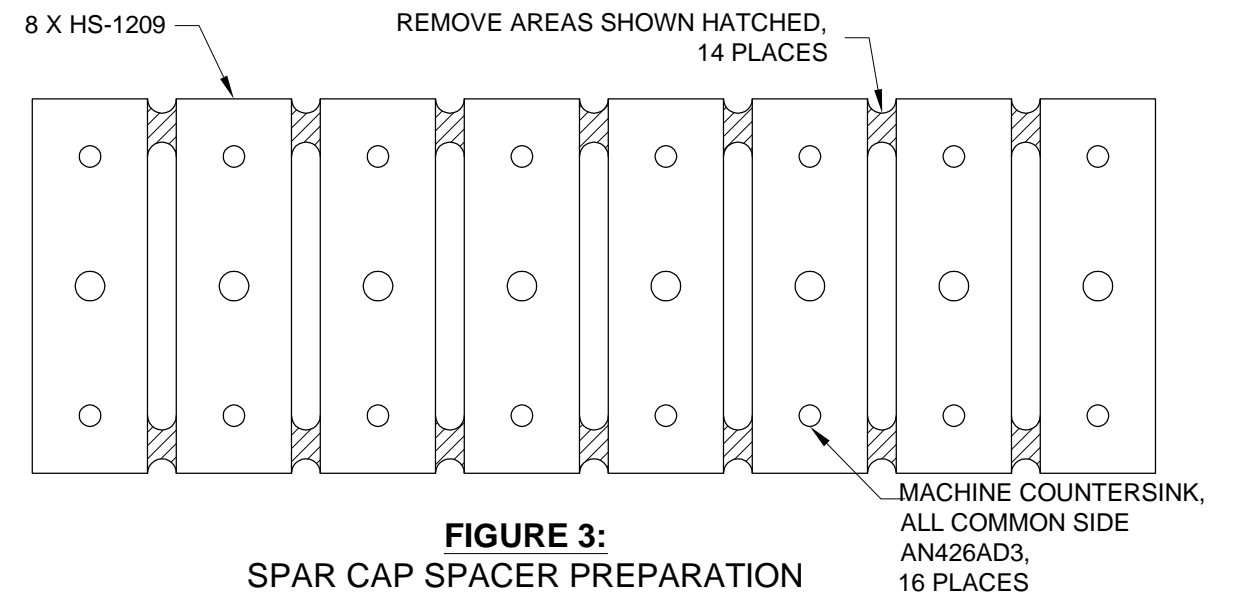 8 X HS-1209
REMOVE AREAS SHOWN HATCHED,
14 PLACES
MACHINE COUNTERSINK,
ALL COMMON SIDE
AN426AD3,
16 PLACES
FIGURE 3:
SPAR CAP SPACER PREPARATION